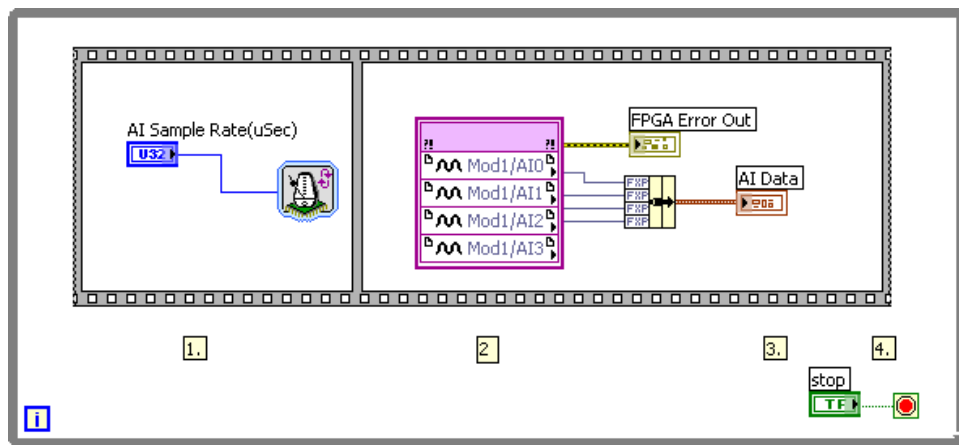 AI Sample Rate(uSec)
U32
FPGA Error Out
?! ?!
Mod1/AI0
Mod1/AI1
Mod1/AI2
Mod1/AI3
FXP
FXP
FXP
FXP
AI Data
1.
2
3.
4.
stop
TF
i